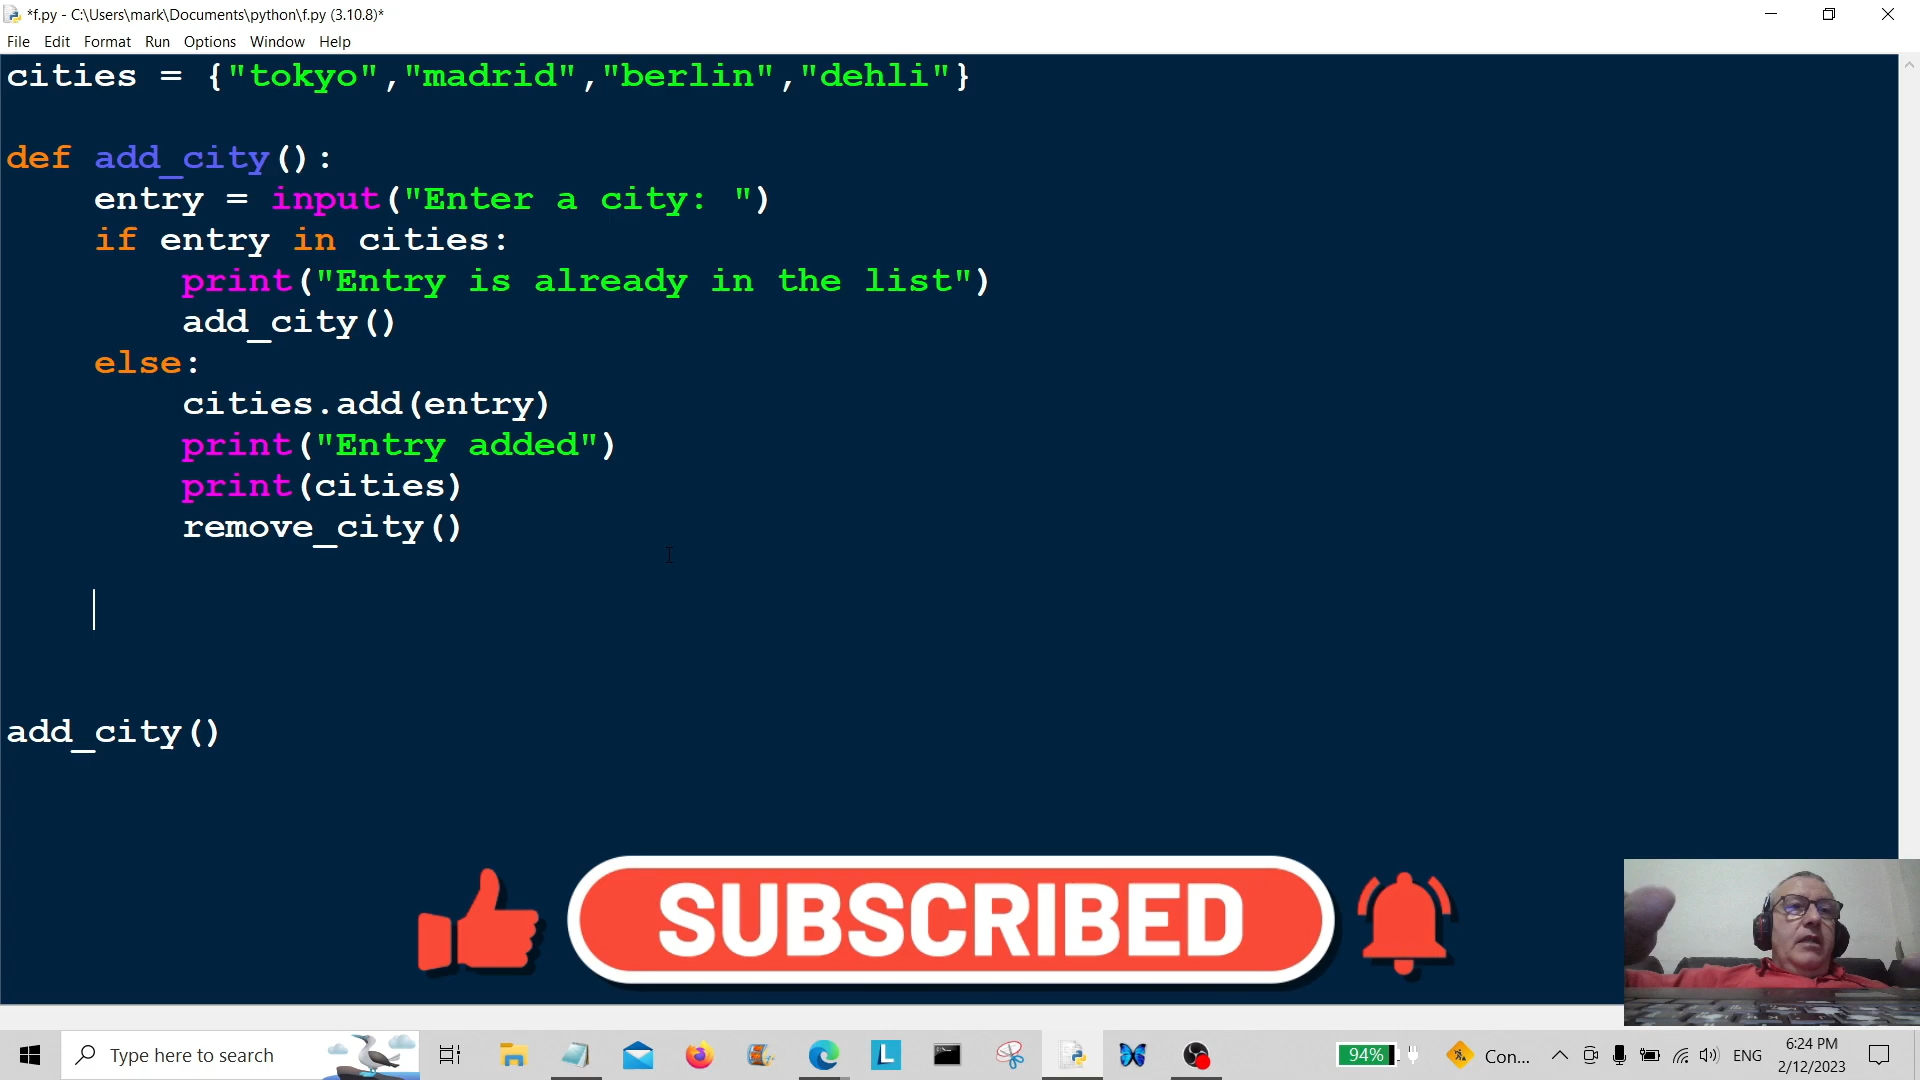 *f.py - C:\Users\mark\Documents\python\f.py (3.10.8)*
File Edit Format Run Options Window Help
cities = {"tokyo","madrid","berlin","dehli"}
def add_city():
    entry = input("Enter a city: ")
    if entry in cities:
        print("Entry is already in the list")
        add_city()
    else:
        cities.add(entry)
        print("Entry added")
        print(cities)
        remove_city()
add_city()
SUBSCRIBED
Type here to search
L
94%
Con...
ENG
6:24 PM
2/12/2023